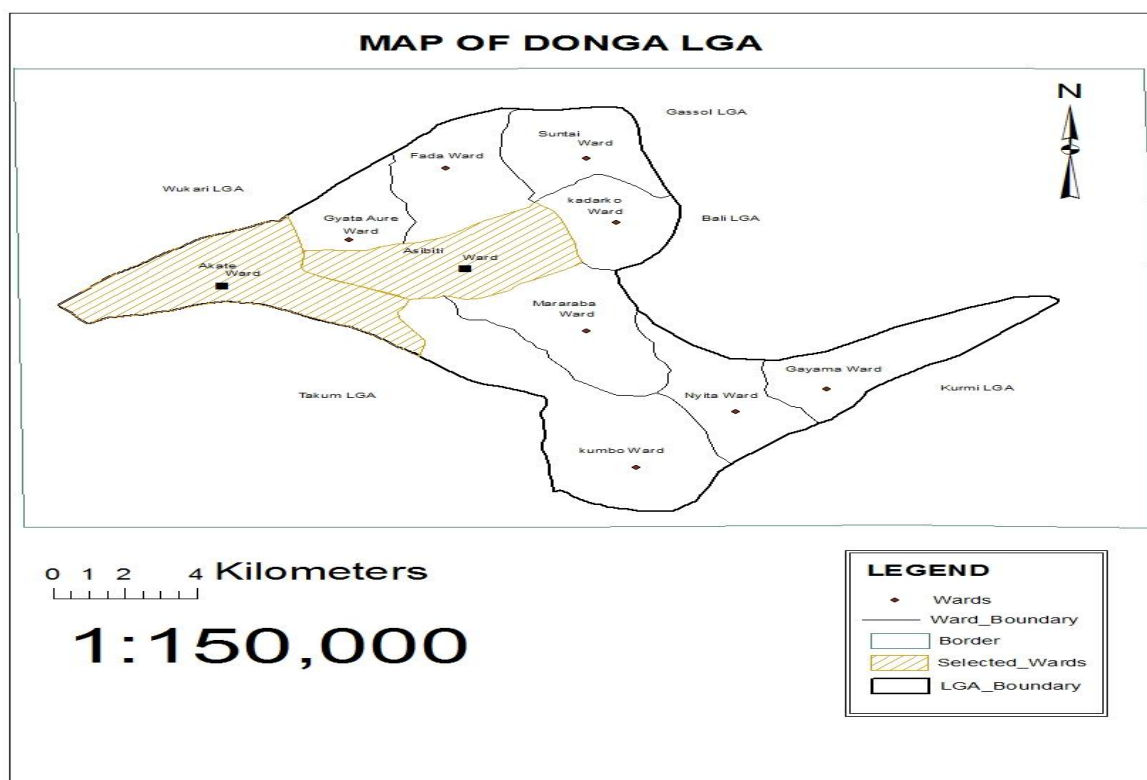 MAP OF DONGA LGA
N
Gassol LGA
Suntai
Ward
Fada Ward
Wukari LGA
kadarko
Ward
Gyata Aure
Ward
Bali LGA
Asibiti
Ward
Akate
Ward
Mararaba
Ward
Gayama Ward
Kurmi LGA
Takum LGA
Nyita Ward
kumbo Ward
0 1 2 4 Kilometers
1:150,000
LEGEND
Wards
Ward_Boundary
Border
Selected_Wards
LGA_Boundary